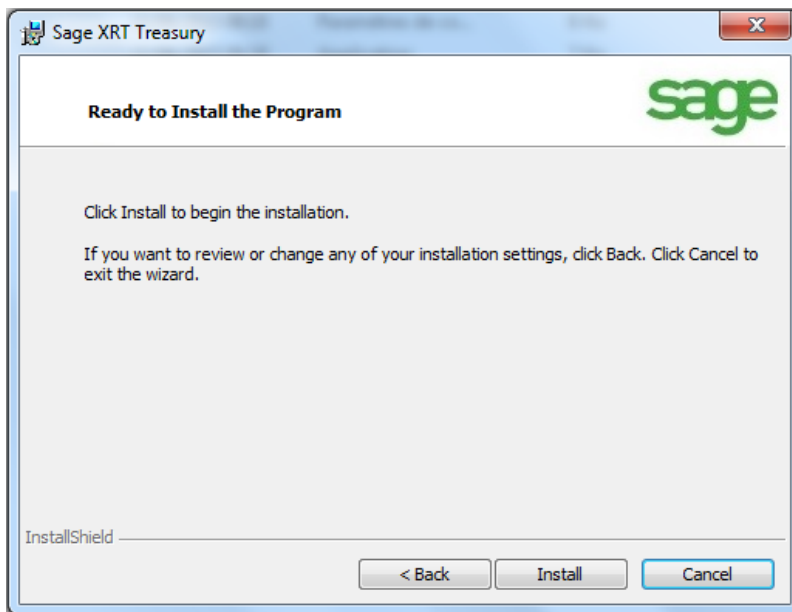 Sage XRT Treasury
Ready to Install the Program
sage
Click Install to begin the installation.
If you want to review or change any of your installation settings, click Back. Click Cancel to
exit the wizard.
InstallShield
< Back
Install
Cancel